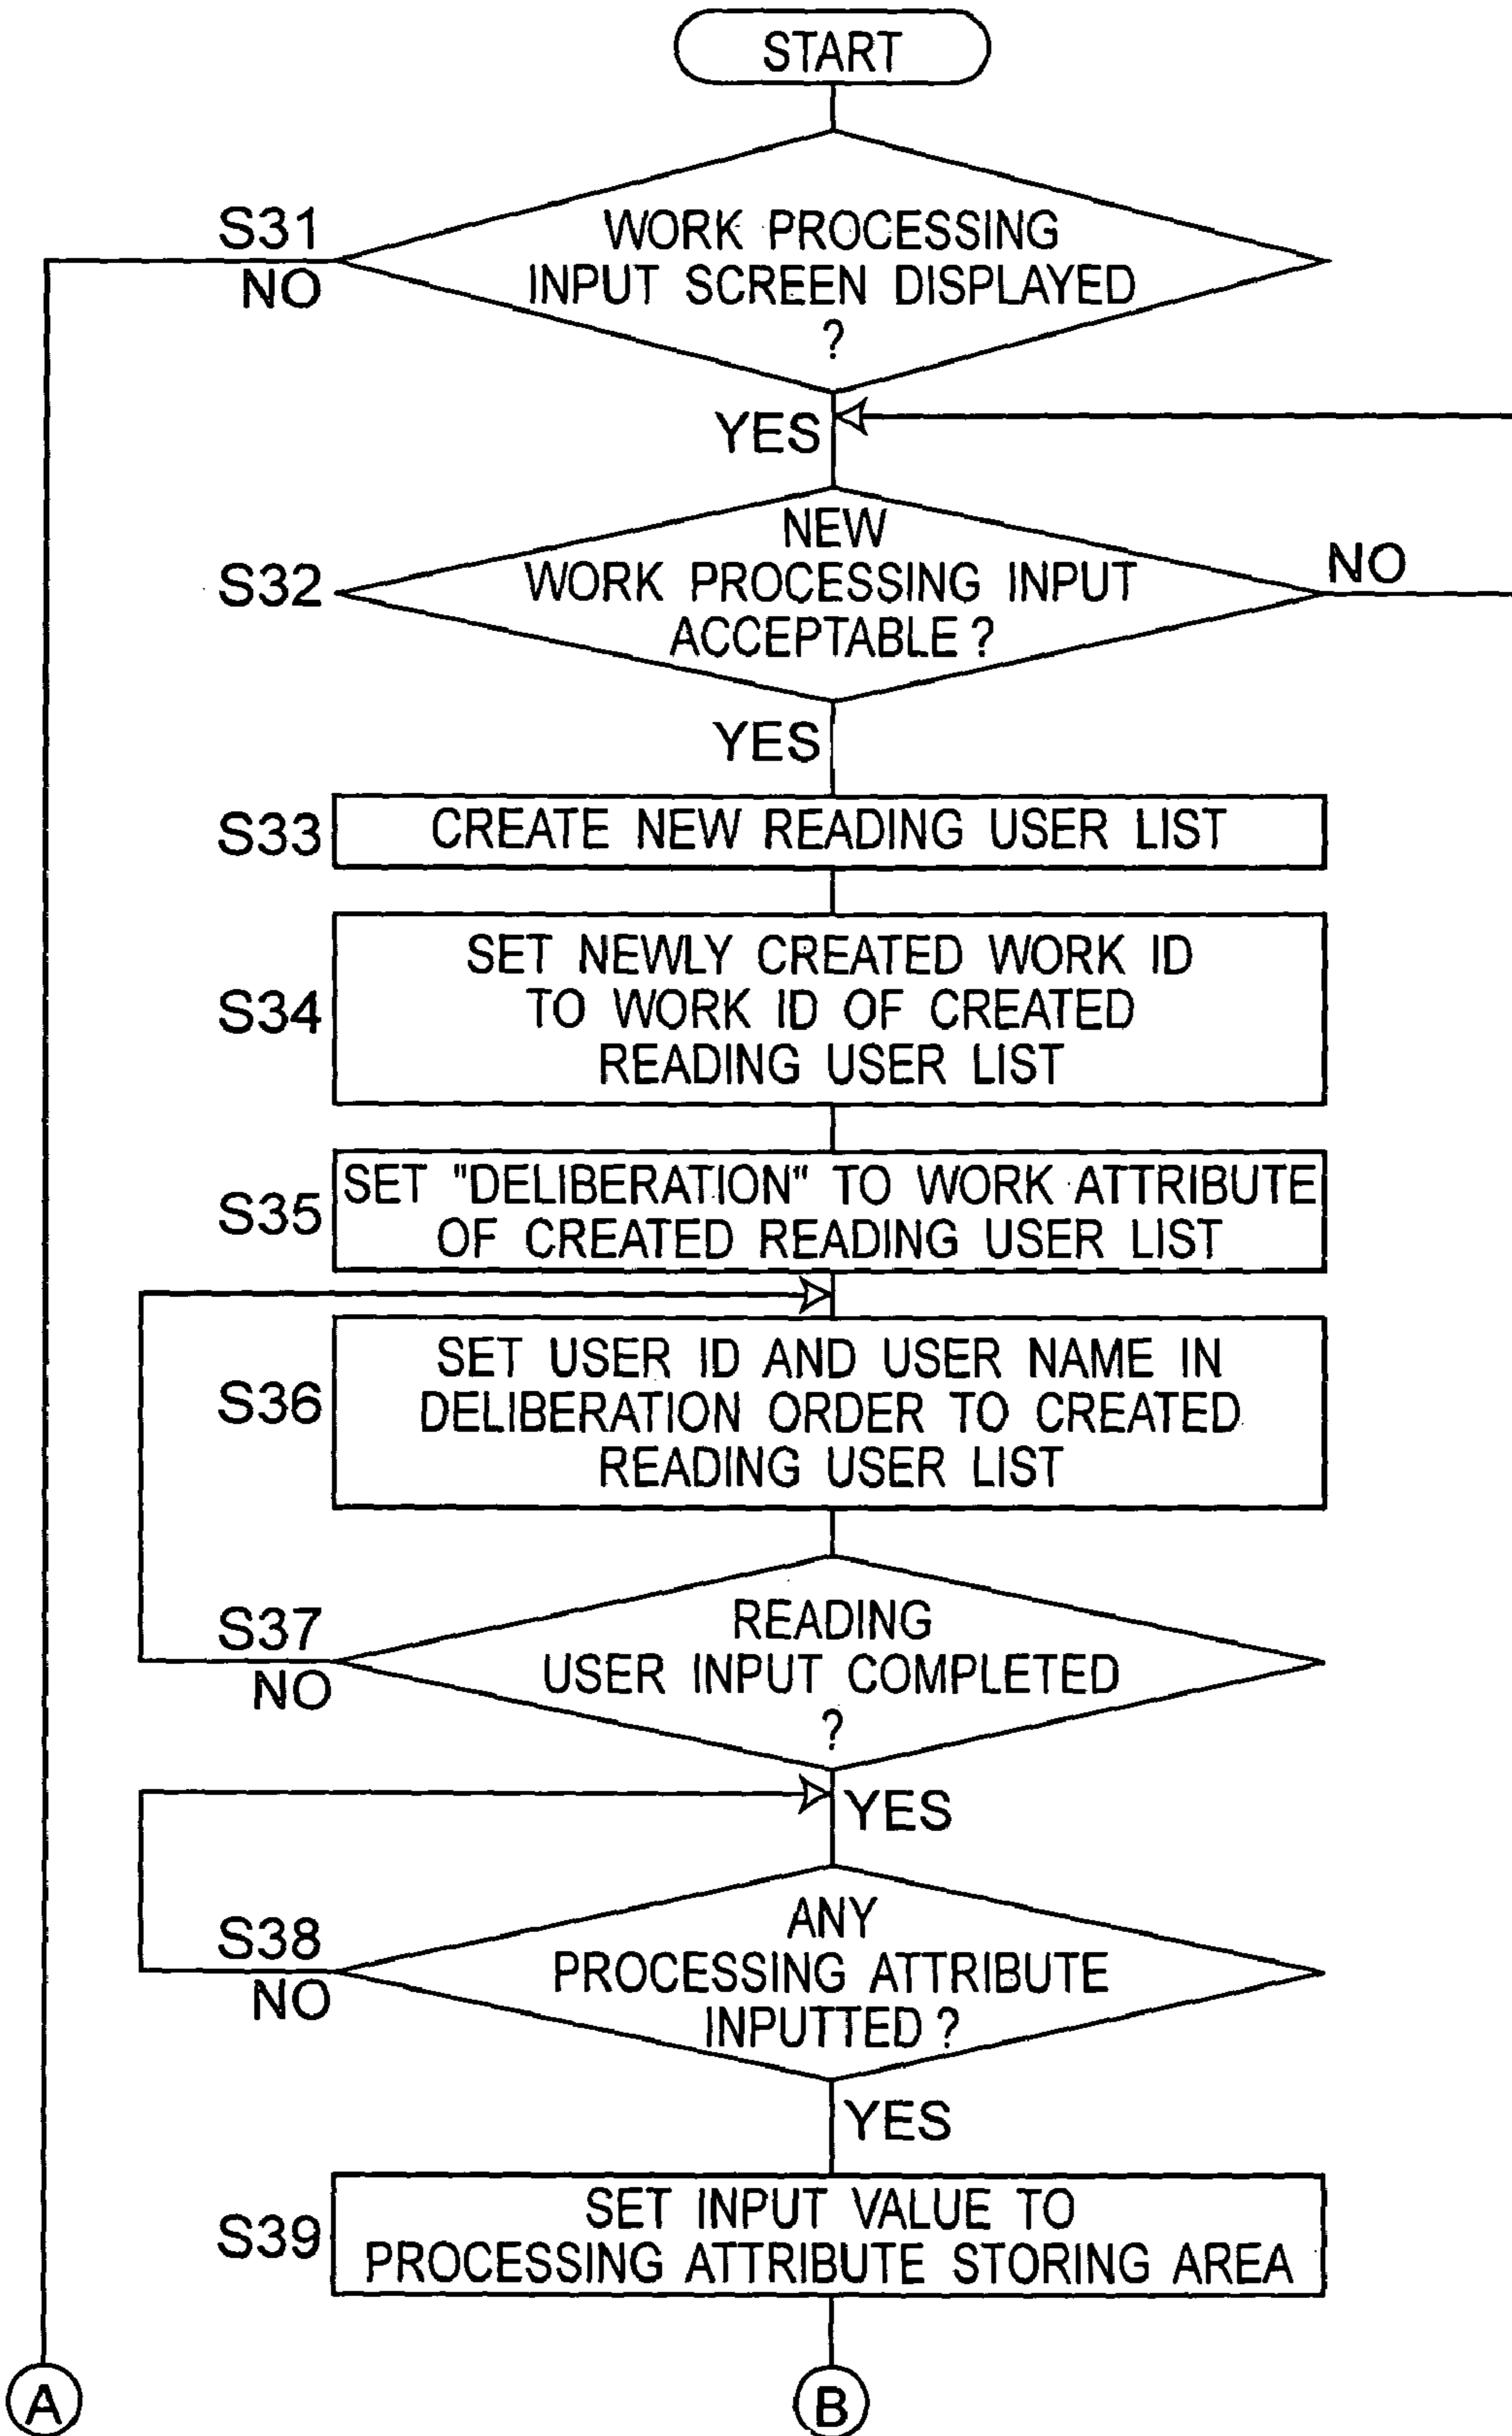 START
S31
NO
WORK PROCESSING
INPUT SCREEN DISPLAYED
?
YES
S32
NEW
WORK PROCESSING INPUT
ACCEPTABLE ?
NO
YES
S33
CREATE NEW READING USER LIST
S34
SET NEWLY CREATED WORK ID
TO WORK ID OF CREATED
READING USER LIST
S35
SET "DELIBERATION" TO WORK ATTRIBUTE
OF CREATED READING USER LIST
S36
SET USER ID AND USER NAME IN
DELIBERATION ORDER TO CREATED
READING USER LIST
S37
NO
READING
USER INPUT COMPLETED
?
YES
S38
NO
ANY
PROCESSING ATTRIBUTE
INPUTTED ?
YES
S39
SET INPUT VALUE TO
PROCESSING ATTRIBUTE STORING AREA
A
B